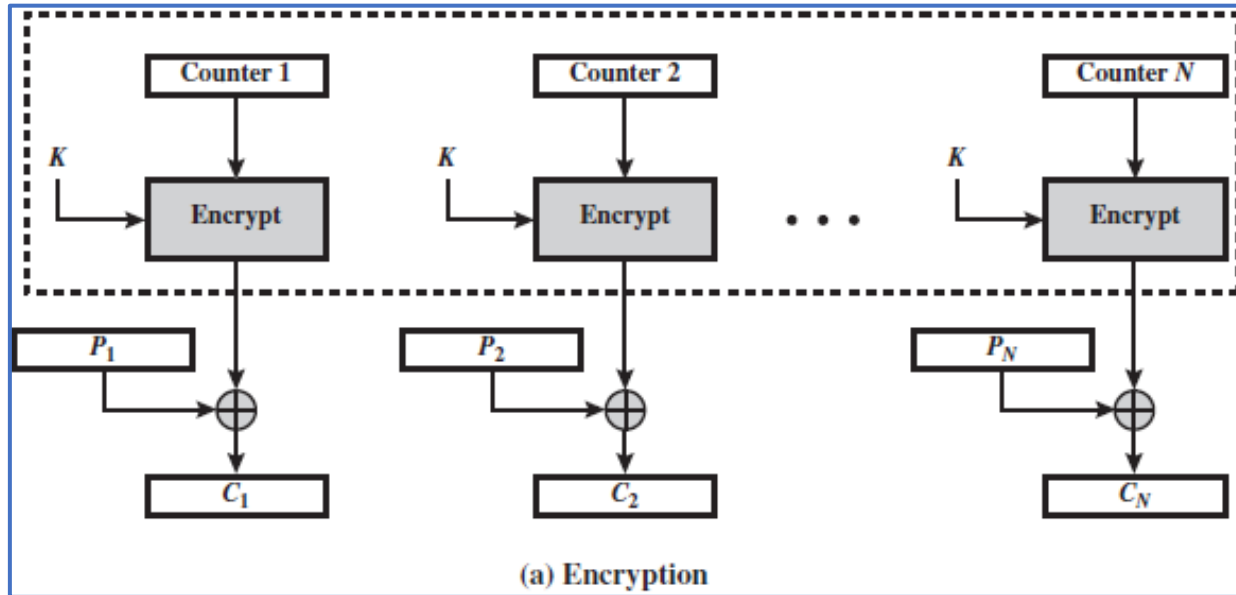 Counter 1 Counter 2 Counter N
K K K
Encrypt Encrypt • • • Encrypt
P1 P2 PN
C1 C2 CN
(a) Encryption